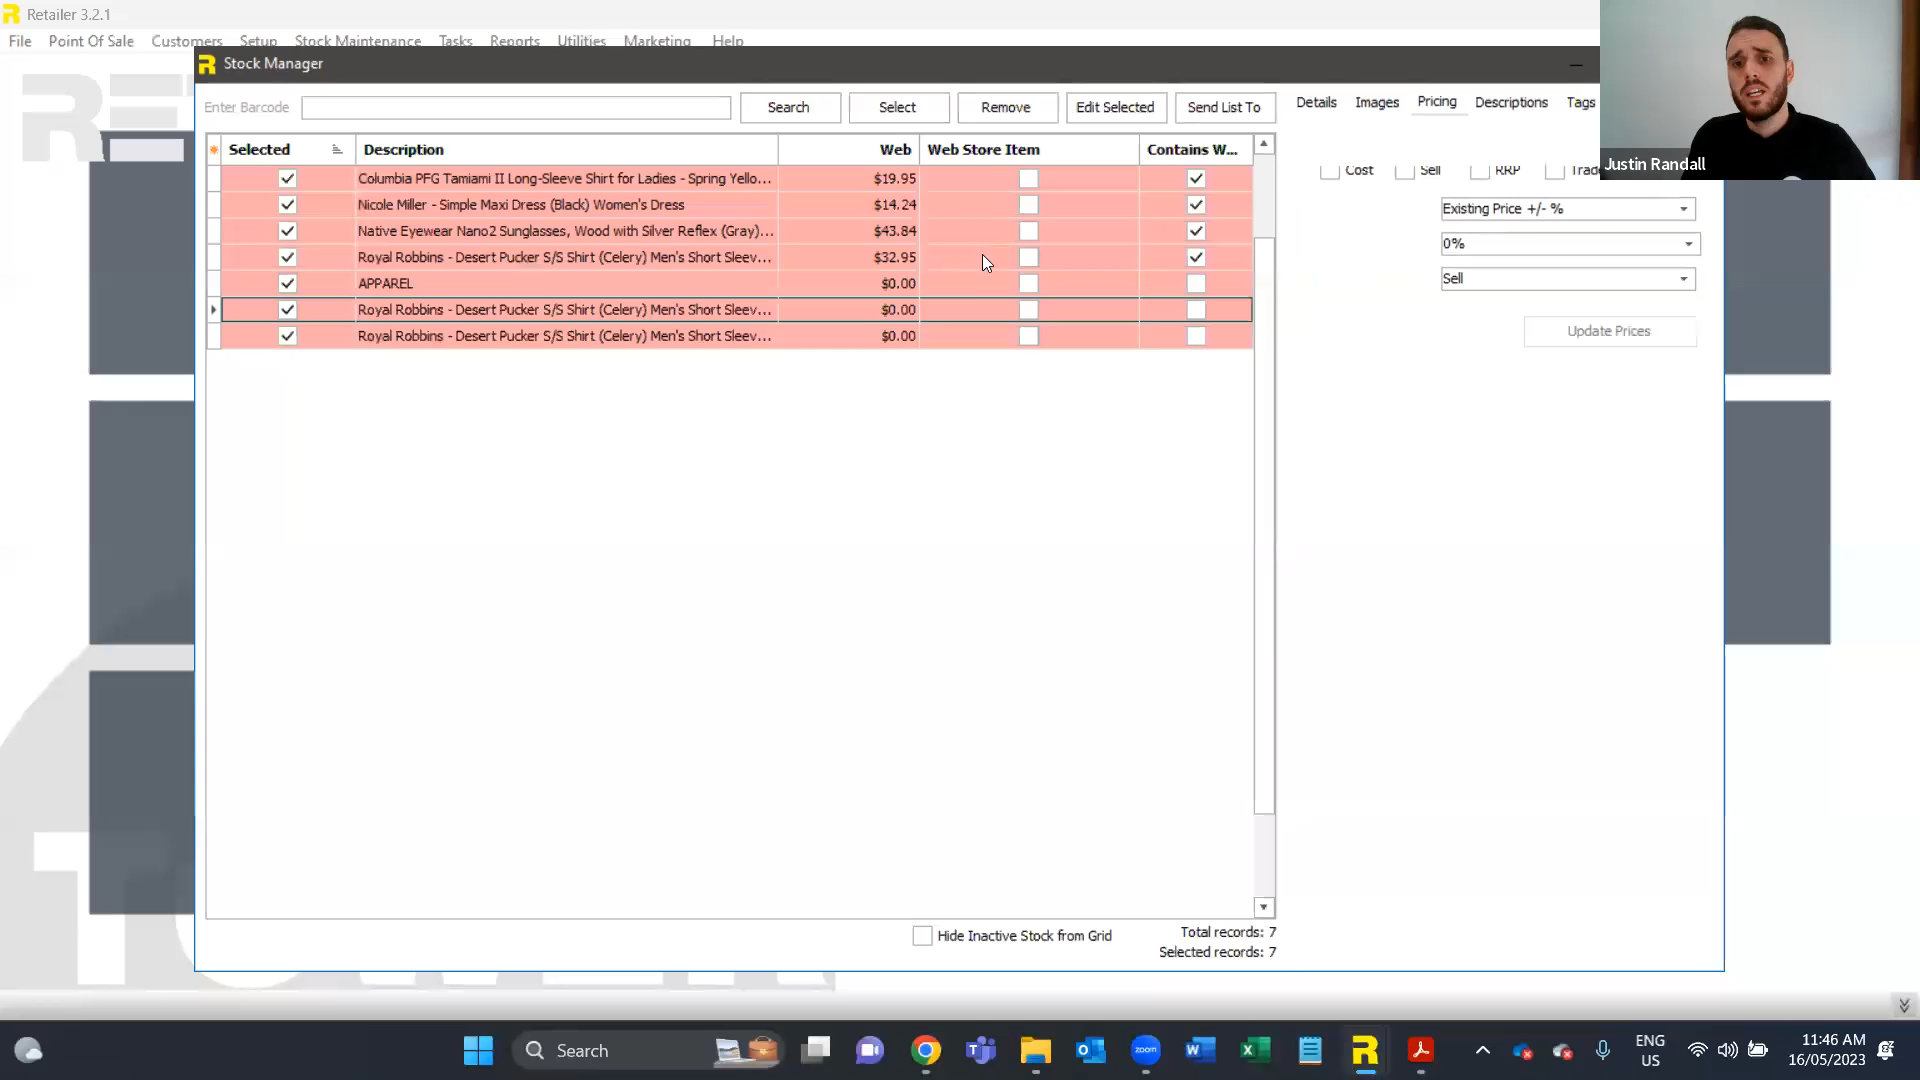 Retailer 3.2.1
File Point Of Sale Customers Setup Stock Maintenance Tasks Reports Utilities Marketing Help
Stock Manager
Enter Barcode Search Select Remove Edit Selected Send List To
Details Images Pricing Descriptions Tags
Justin Randall
Selected Description Web Web Store Item Contains W...
Columbia PFG Tamiami II Long-Sleeve Shirt for Ladies - Spring Yello... $19.95
Nicole Miller - Simple Maxi Dress (Black) Women's Dress $14.24
Native Eyewear Nano2 Sunglasses, Wood with Silver Reflex (Gray)... $43.84
Royal Robbins - Desert Pucker S/S Shirt (Celery) Men's Short Sleev... $32.95
APPAREL $0.00
Royal Robbins - Desert Pucker S/S Shirt (Celery) Men's Short Sleev... $0.00
Royal Robbins - Desert Pucker S/S Shirt (Celery) Men's Short Sleev... $0.00
Cost Sell RRP Trade
Existing Price +/- %
0%
Sell
Update Prices
Hide Inactive Stock from Grid
Total records: 7
Selected records: 7
Search
zoom
ENG
US
11:46 AM
16/05/2023